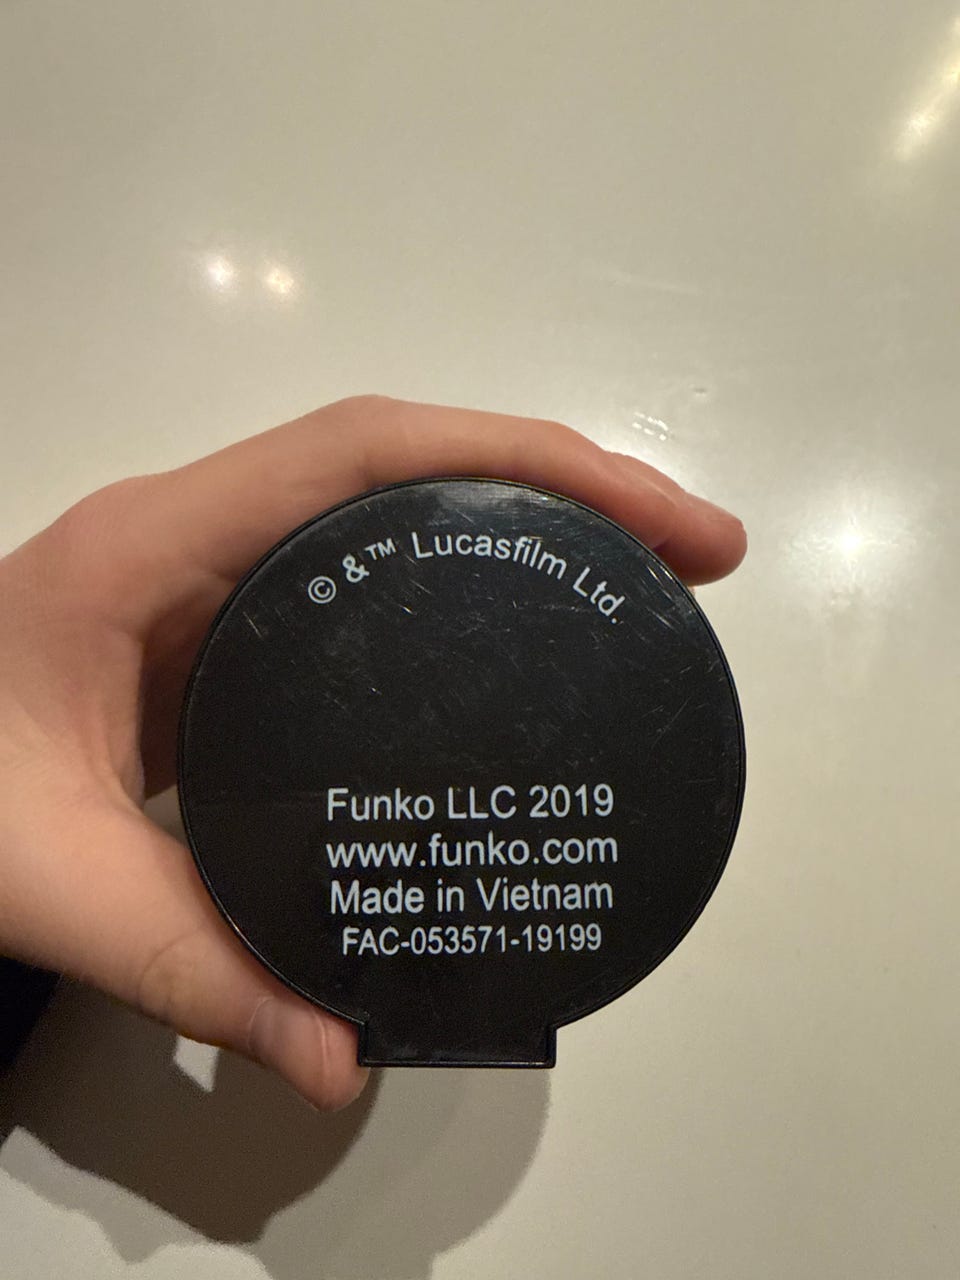 © & ™ Lucasfilm Ltd.
Funko LLC 2019
www.funko.com
Made in Vietnam
FAC-053571-19199